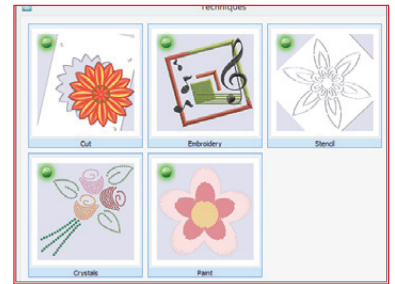 Techniques
Cut
Embroidery
Stencil
Crystals
Paint